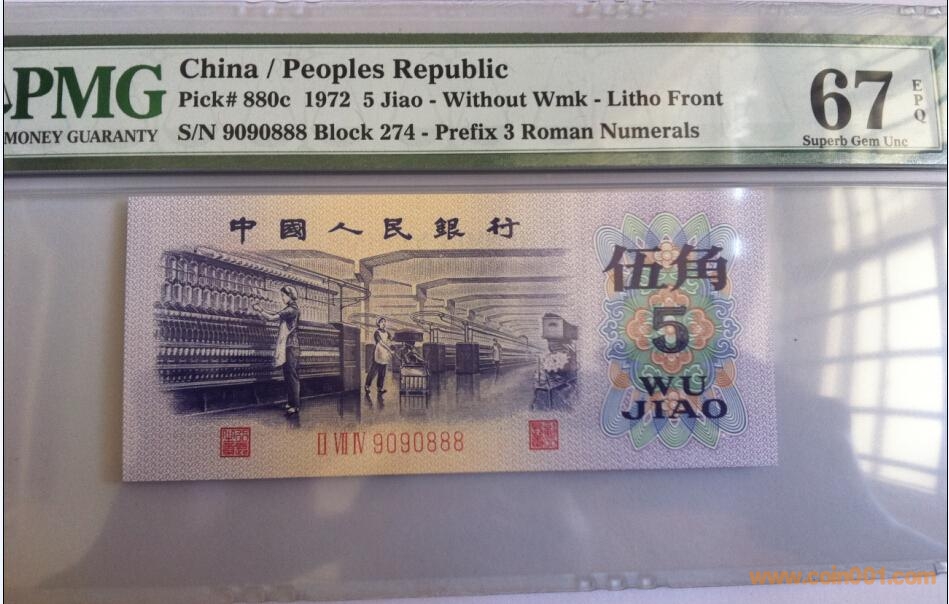 PMG
MONEY GUARANTY
China / Peoples Republic
Pick# 880c 1972 5 Jiao - Without Wmk - Litho Front
S/N 9090888 Block 274 - Prefix 3 Roman Numerals
67
EPQ
Superb Gem Unc
中國人民銀行
伍角
5
WU
JIAO
II VII IV 9090888
www.coin001.com